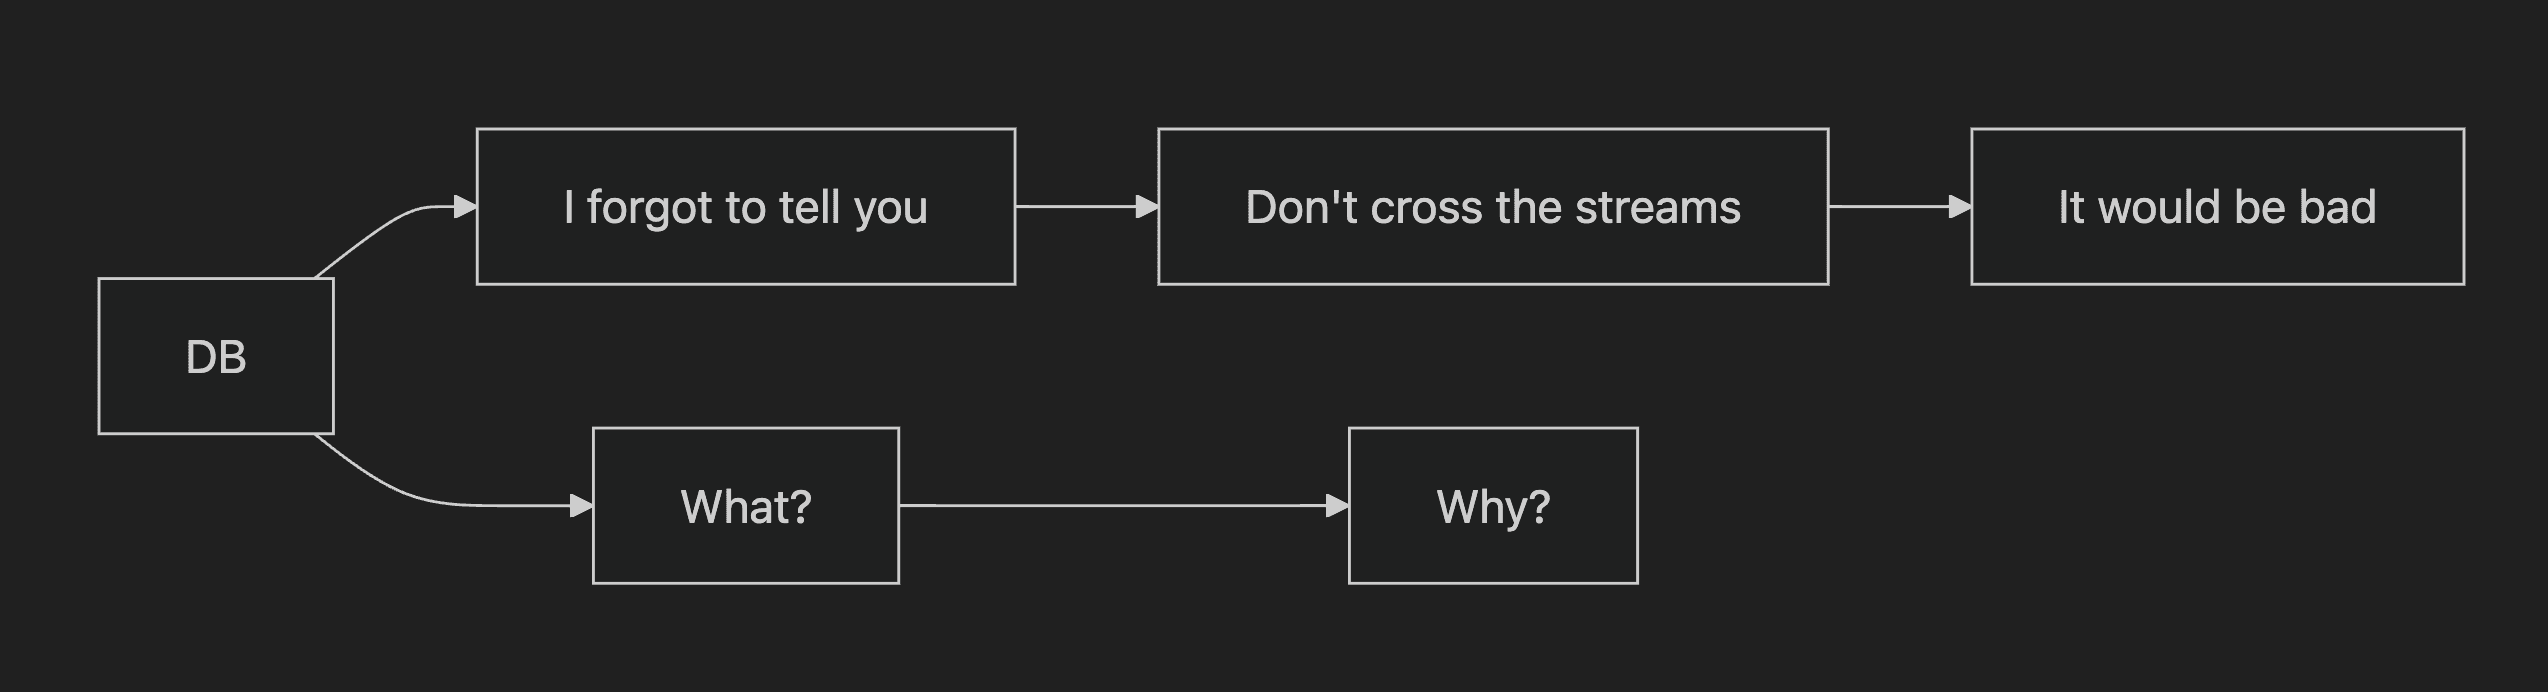 DB
I forgot to tell you
Don't cross the streams
It would be bad
What?
Why?